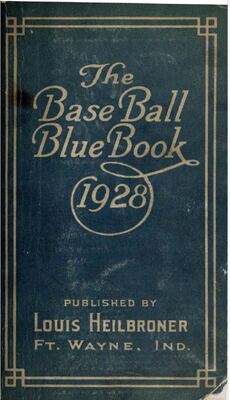 The
Base Ball
Blue Book
1928
PUBLISHED BY
LOUIS HEILBRONER
FT. WAYNE, IND.